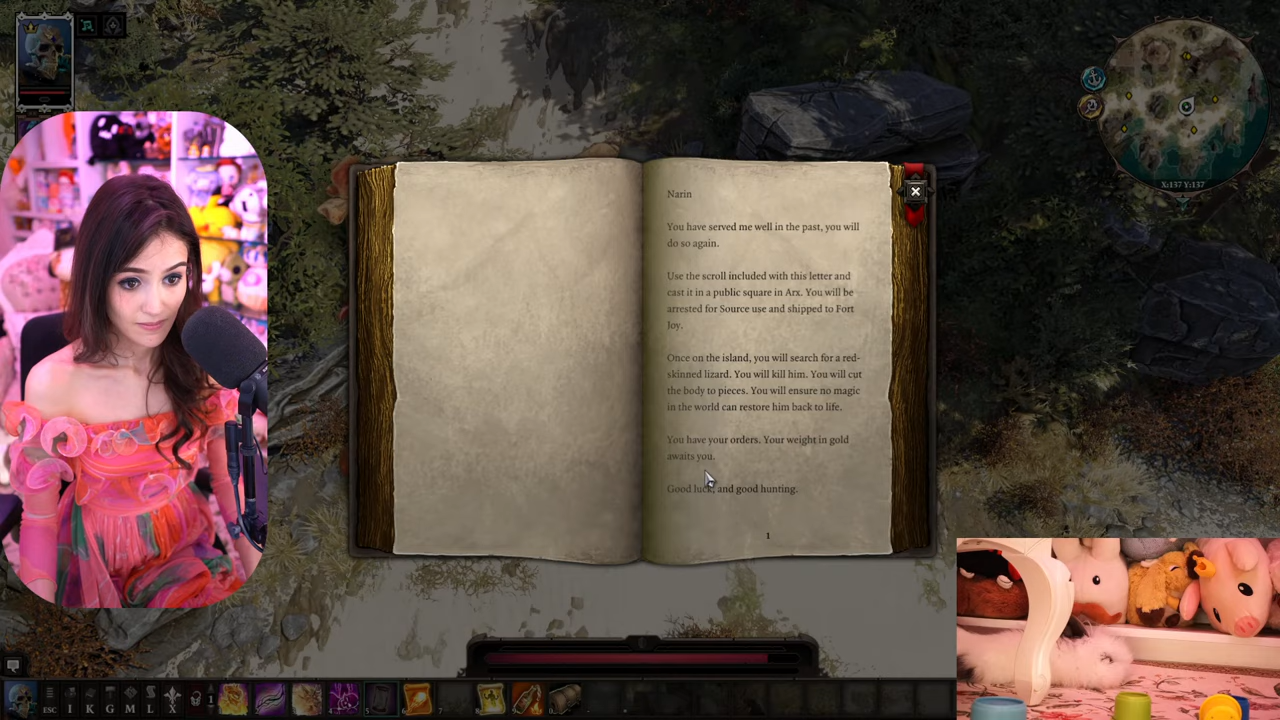 X:137 Y:137
Narin
You have served me well in the past, you will
do so again.
Use the scroll included with this letter and
cast it in a public square in Arx. You will be
arrested for Source use and shipped to Fort
Joy.
Once on the island, you will search for a red-
skinned lizard. You will kill him. You will cut
the body to pieces. You will ensure no magic
in the world can restore him back to life.
You have your orders. Your weight in gold
awaits you.
Good luck, and good hunting.
1
ESC I K G M L X 1